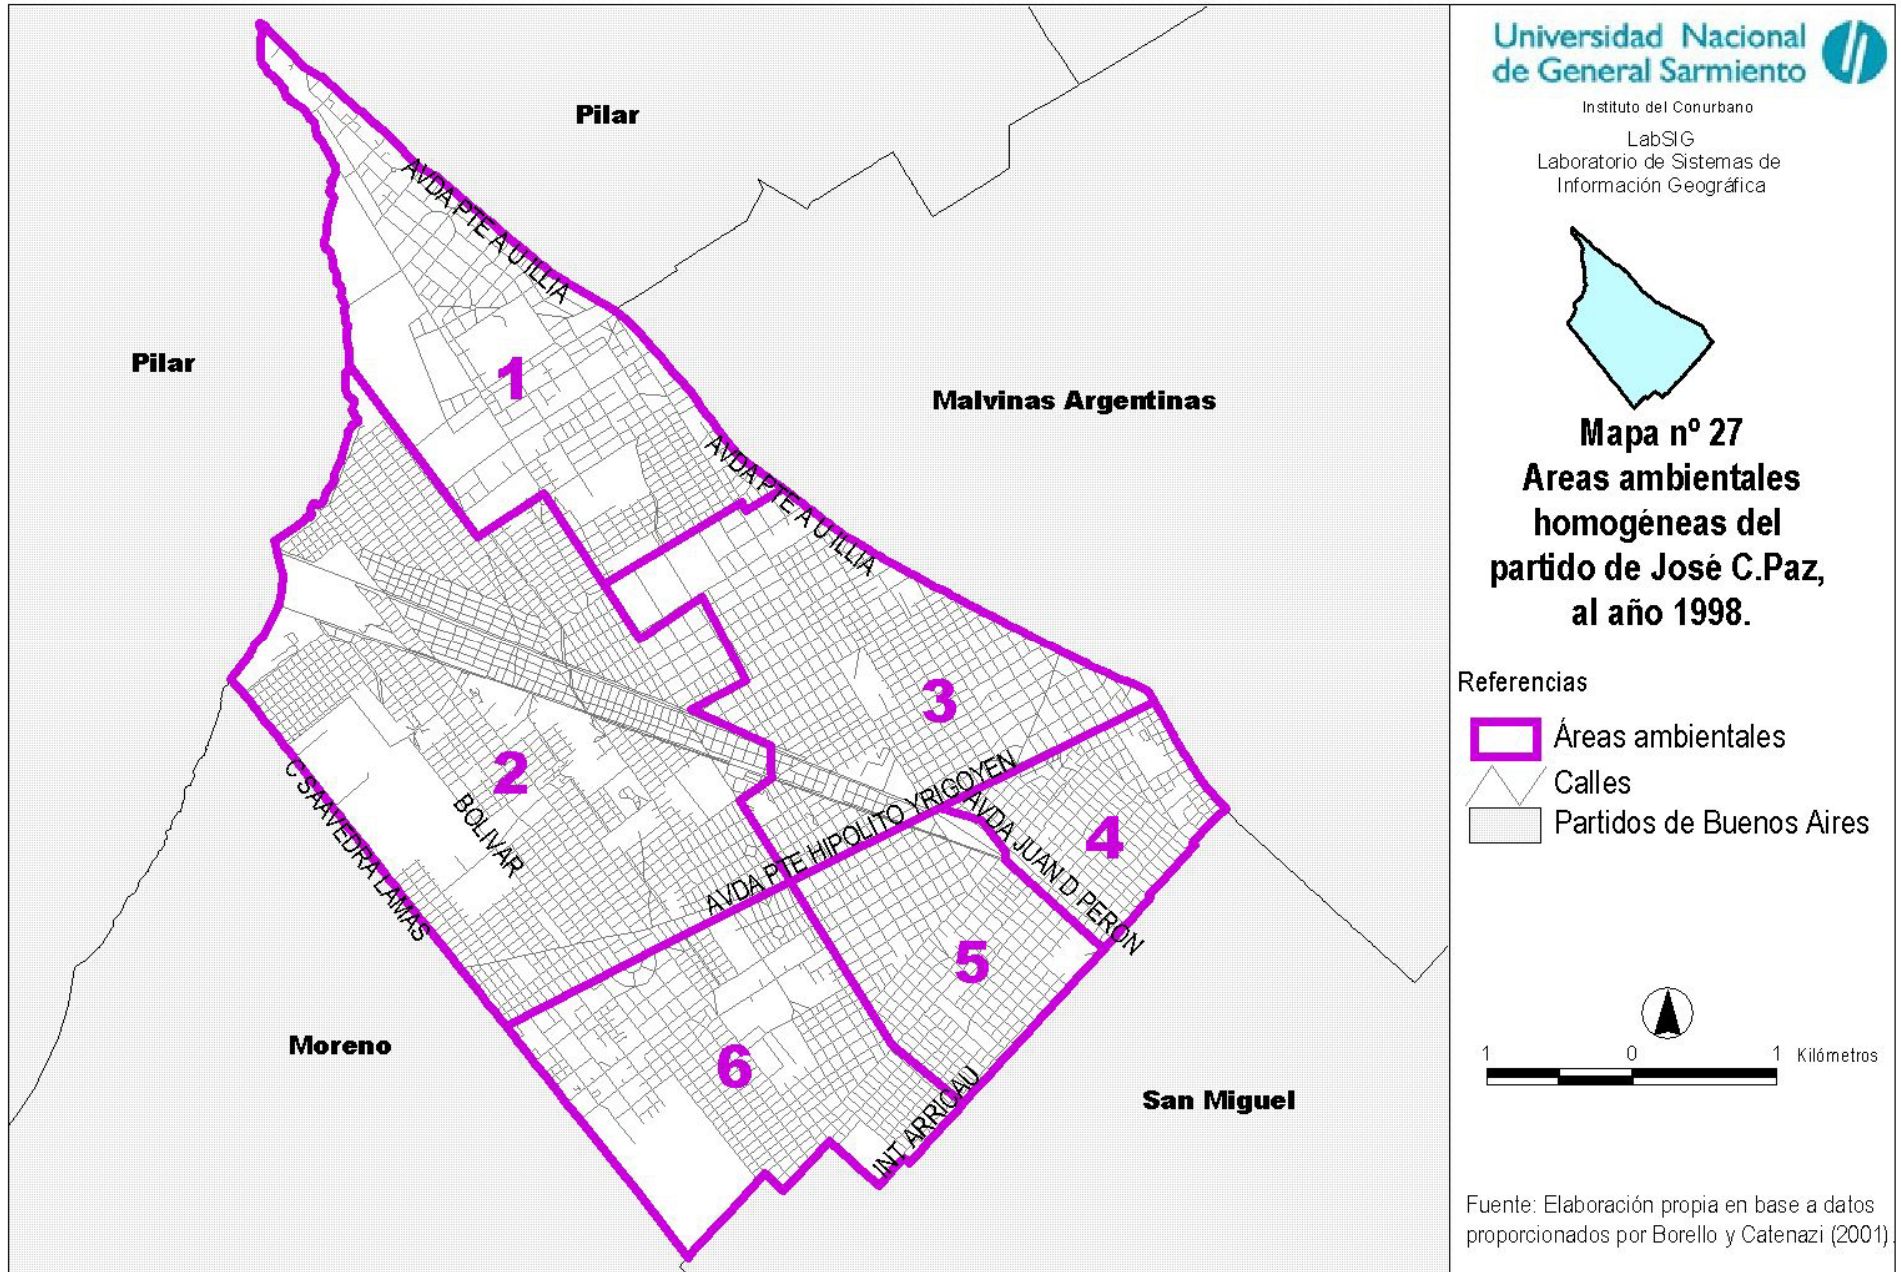 Universidad Nacional
de General Sarmiento
Instituto del Conurbano
LabSIG
Laboratorio de Sistemas de
Información Geográfica
Mapa nº 27
Areas ambientales
homogéneas del
partido de José C.Paz,
al año 1998.
Referencias
Áreas ambientales
Calles
Partidos de Buenos Aires
1 0 1 Kilómetros
Fuente: Elaboración propia en base a datos
proporcionados por Borello y Catenazi (2001).
Pilar
AVDA PTE A U ILLIA
Pilar
1
Malvinas Argentinas
AVDA PTE A U ILLIA
3
2
C SAAVEDRA LAMAS
BOLIVAR
AVDA PTE HIPOLITO YRIGOYEN
AVDA JUAN D PERON
4
5
Moreno
6
INT ARRICAU
San Miguel